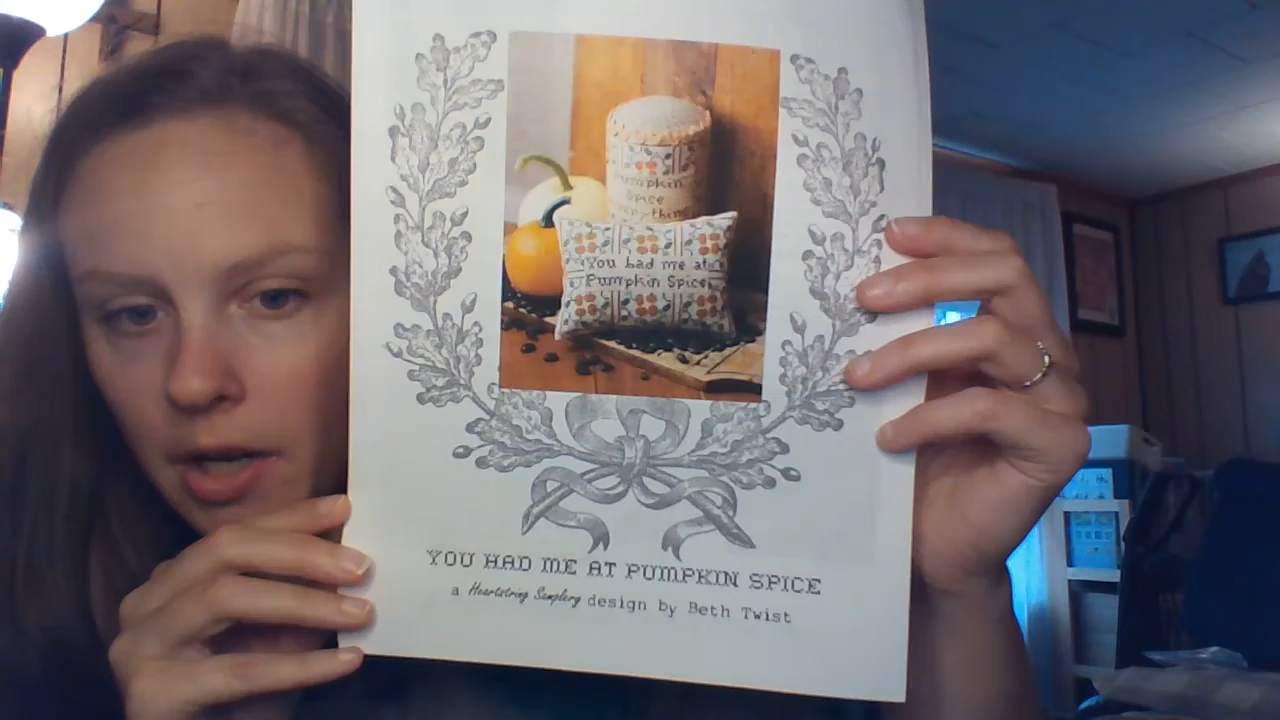 Pumpkin
Spice
everything
You had me at
Pumpkin Spice
YOU HAD ME AT PUMPKIN SPICE
a Heartstring Samplery design by Beth Twist